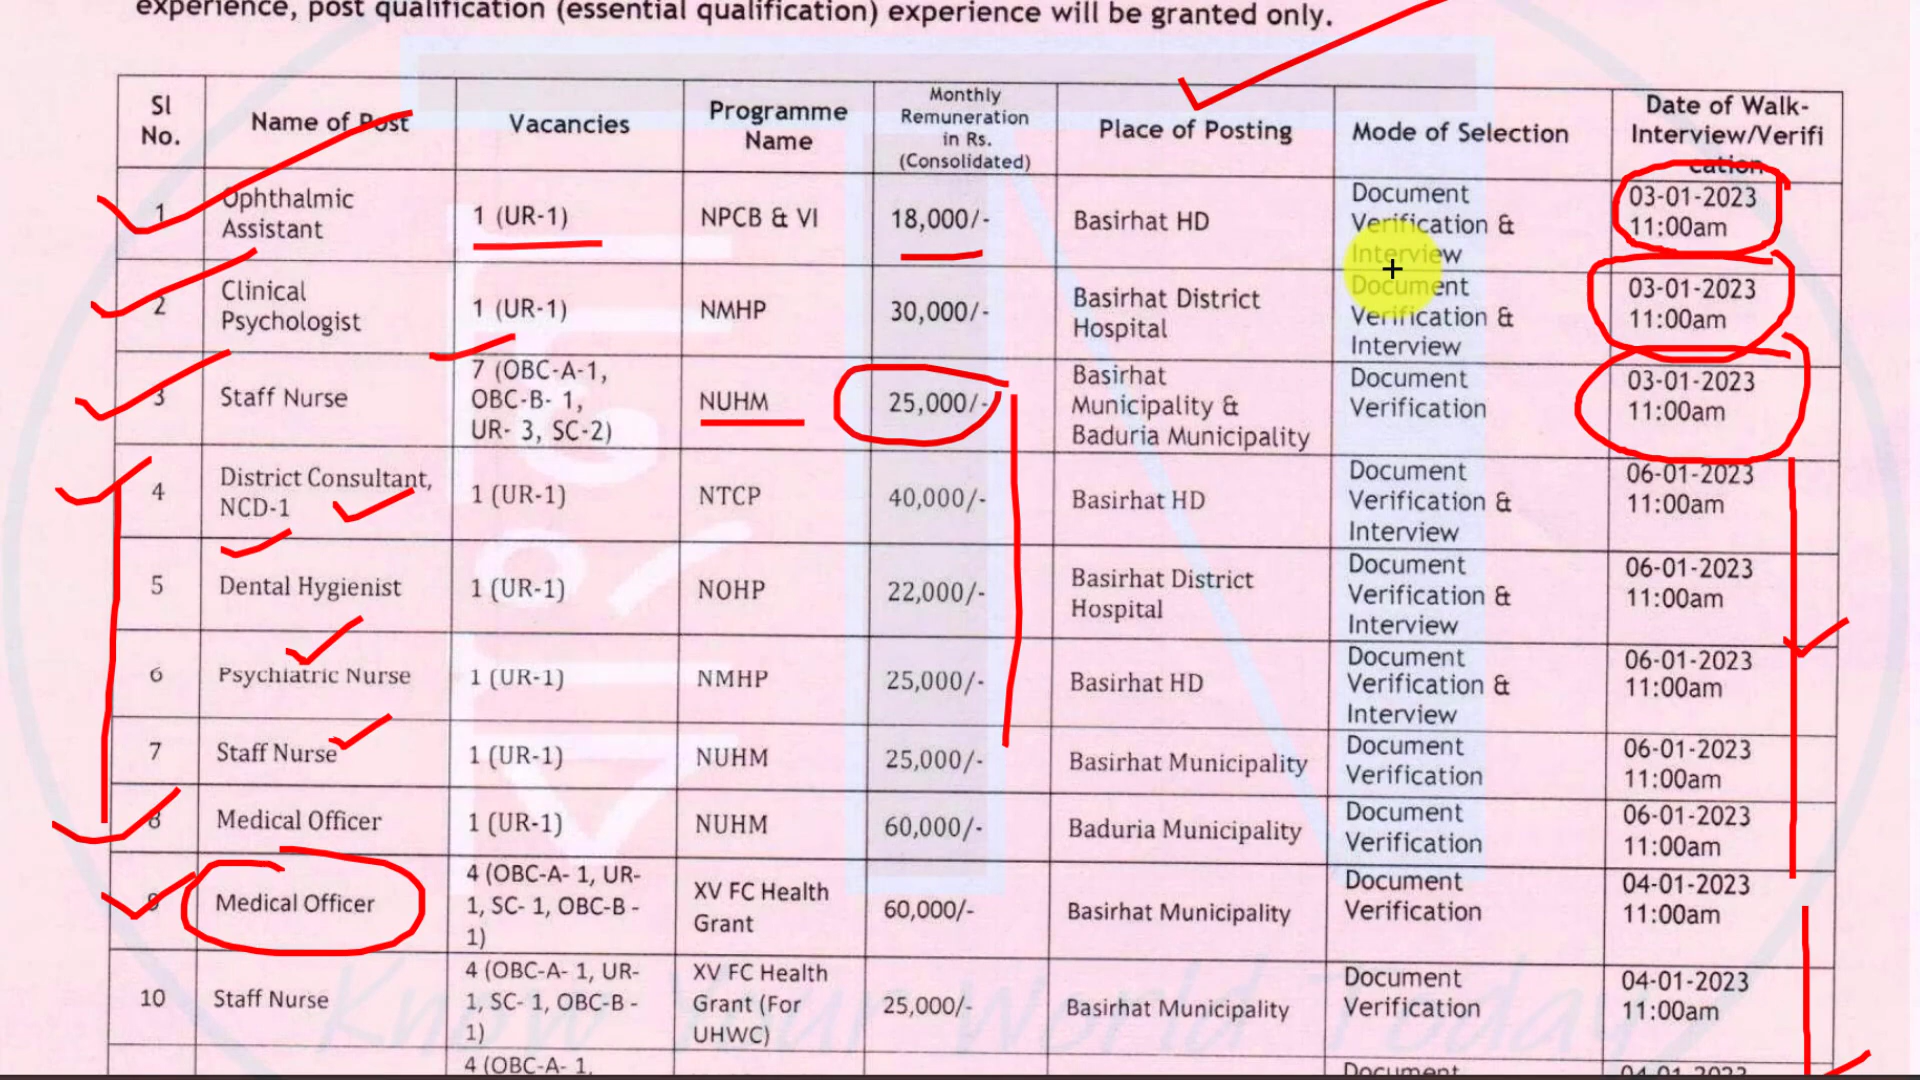 experience, post qualification (essential qualification) experience will be granted only.
Sl No. Name of Post Vacancies Programme Name Monthly Remuneration in Rs. (Consolidated) Place of Posting Mode of Selection Date of Walk-Interview/Verification
1 Ophthalmic Assistant 1 (UR-1) NPCB & VI 18,000/- Basirhat HD Document Verification & Interview 03-01-2023 11:00am
2 Clinical Psychologist 1 (UR-1) NMHP 30,000/- Basirhat District Hospital Document Verification & Interview 03-01-2023 11:00am
3 Staff Nurse 7 (OBC-A-1, OBC-B- 1, UR- 3, SC-2) NUHM 25,000/- Basirhat Municipality & Baduria Municipality Document Verification 03-01-2023 11:00am
4 District Consultant, NCD-1 1 (UR-1) NTCP 40,000/- Basirhat HD Document Verification & Interview 06-01-2023 11:00am
5 Dental Hygienist 1 (UR-1) NOHP 22,000/- Basirhat District Hospital Document Verification & Interview 06-01-2023 11:00am
6 Psychiatric Nurse 1 (UR-1) NMHP 25,000/- Basirhat HD Document Verification & Interview 06-01-2023 11:00am
7 Staff Nurse 1 (UR-1) NUHM 25,000/- Basirhat Municipality Document Verification 06-01-2023 11:00am
8 Medical Officer 1 (UR-1) NUHM 60,000/- Baduria Municipality Document Verification 06-01-2023 11:00am
9 Medical Officer 4 (OBC-A- 1, UR- 1, SC- 1, OBC-B - 1) XV FC Health Grant 60,000/- Basirhat Municipality Document Verification 04-01-2023 11:00am
10 Staff Nurse 4 (OBC-A- 1, UR- 1, SC- 1, OBC-B - 1) XV FC Health Grant (For UHWC) 25,000/- Basirhat Municipality Document Verification 04-01-2023 11:00am
4 (OBC-A- 1, Document 04-01-2023
Know Your World Today